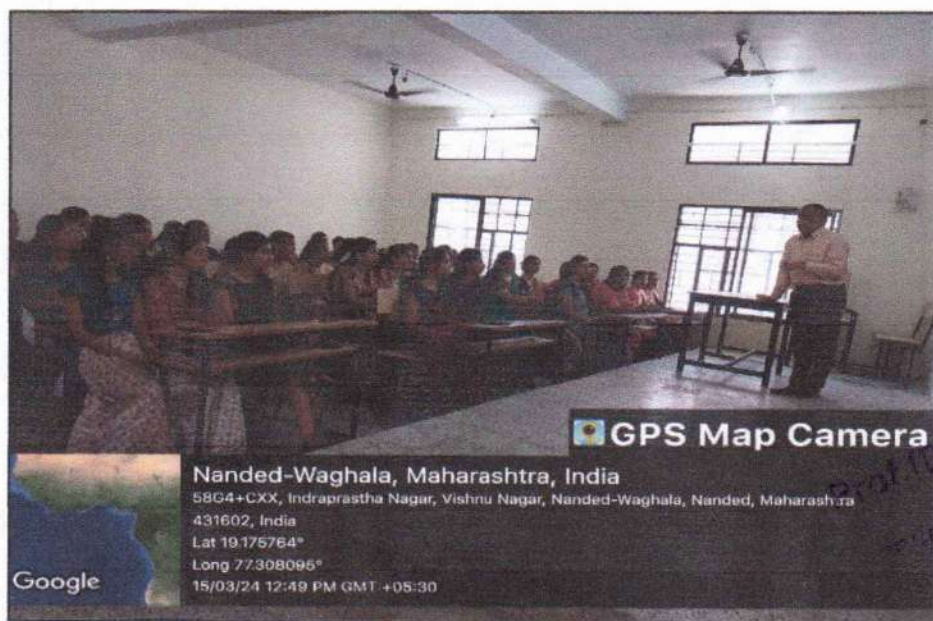 GPS Map Camera
Nanded-Waghala, Maharashtra, India
58G4+CXX, Indraprastha Nagar, Vishnu Nagar, Nanded-Waghala, Nanded, Maharashtra
431602, India
Lat 19.175764°
Long 77.308095°
15/03/24 12:49 PM GMT +05:30
Google